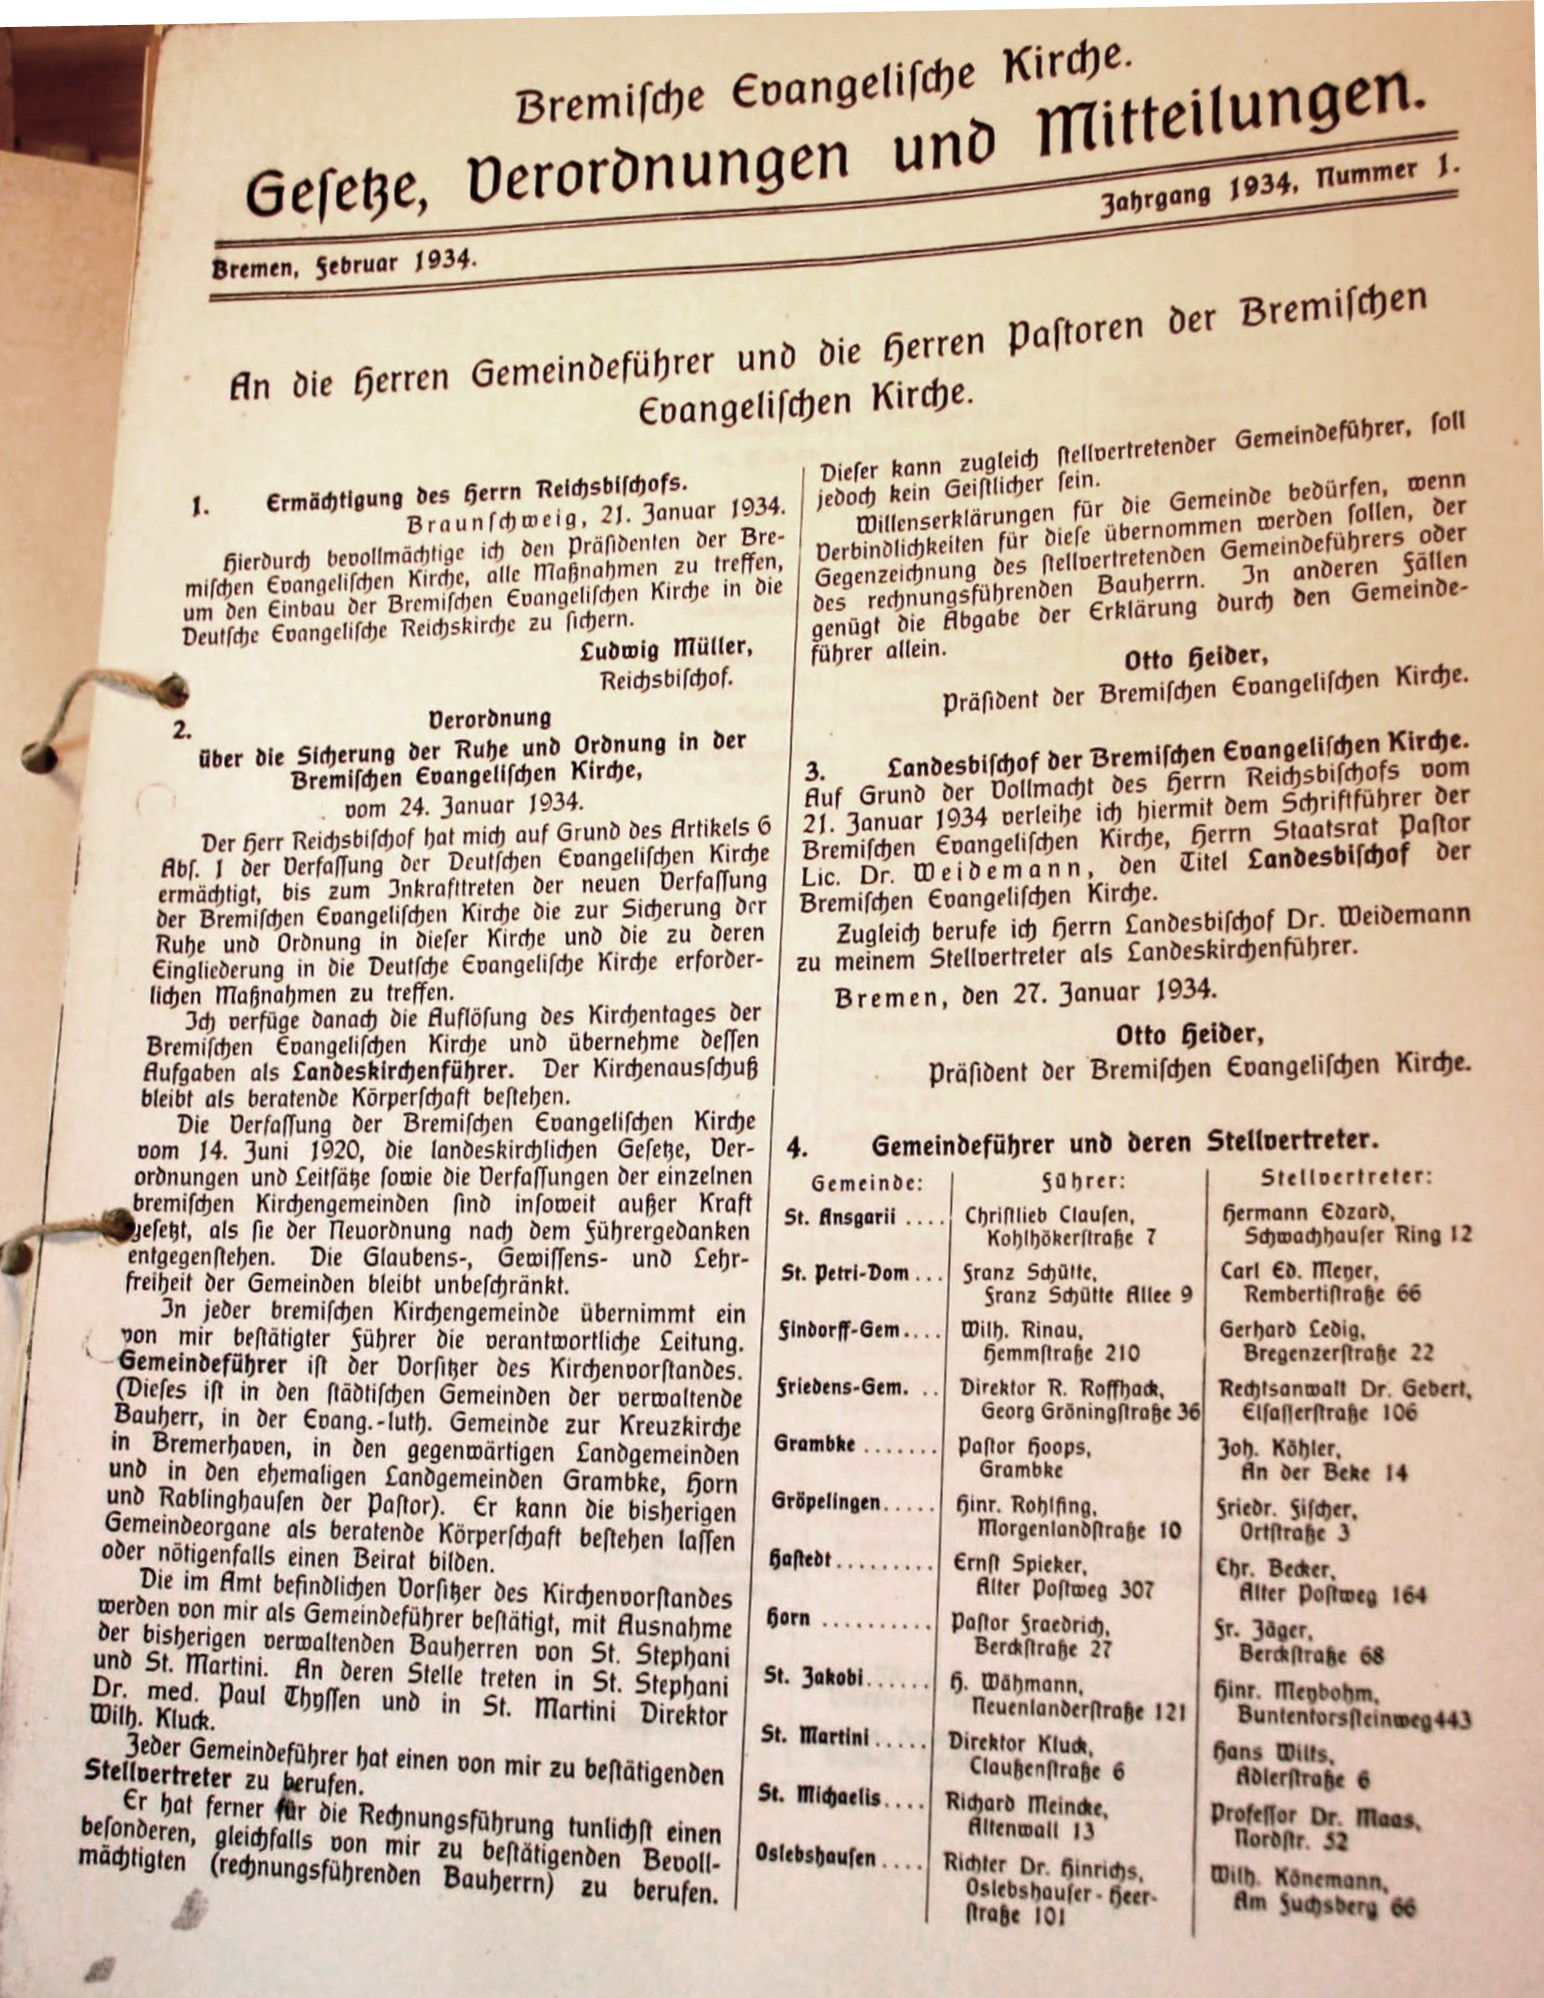 Bremiſche Evangeliſche Kirche.
Geſetze, Verordnungen und Mitteilungen.
Bremen, Februar 1934.
Jahrgang 1934, Nummer 1.
An die Herren Gemeindeführer und die Herren Paſtoren der Bremiſchen
Evangeliſchen Kirche.
1. Ermächtigung des Herrn Reichsbiſchofs.
Braunſchweig, 21. Januar 1934.
Hierdurch bevollmächtige ich den Präſidenten der Bre-
miſchen Evangeliſchen Kirche, alle Maßnahmen zu treffen,
um den Einbau der Bremiſchen Evangeliſchen Kirche in die
Deutſche Evangeliſche Reichskirche zu ſichern.
Ludwig Müller,
Reichsbiſchof.
2. Verordnung
über die Sicherung der Ruhe und Ordnung in der
Bremiſchen Evangeliſchen Kirche,
vom 24. Januar 1934.
Der Herr Reichsbiſchof hat mich auf Grund des Artikels 6
Abſ. 1 der Verfaſſung der Deutſchen Evangeliſchen Kirche
ermächtigt, bis zum Inkrafttreten der neuen Verfaſſung
der Bremiſchen Evangeliſchen Kirche die zur Sicherung der
Ruhe und Ordnung in dieſer Kirche und die zu deren
Eingliederung in die Deutſche Evangeliſche Kirche erforder-
lichen Maßnahmen zu treffen.
Ich verfüge danach die Auflöſung des Kirchentages der
Bremiſchen Evangeliſchen Kirche und übernehme deſſen
Aufgaben als Landeskirchenführer. Der Kirchenausſchuß
bleibt als beratende Körperſchaft beſtehen.
Die Verfaſſung der Bremiſchen Evangeliſchen Kirche
vom 14. Juni 1920, die landeskirchlichen Geſetze, Ver-
ordnungen und Leitſätze ſowie die Verfaſſungen der einzelnen
bremiſchen Kirchengemeinden ſind inſoweit außer Kraft
geſetzt, als ſie der Neuordnung nach dem Führergedanken
entgegenſtehen. Die Glaubens-, Gewiſſens- und Lehr-
freiheit der Gemeinden bleibt unbeſchränkt.
In jeder bremiſchen Kirchengemeinde übernimmt ein
von mir beſtätigter Führer die verantwortliche Leitung.
Gemeindeführer iſt der Vorſitzer des Kirchenvorſtandes.
(Dieſes iſt in den ſtädtiſchen Gemeinden der verwaltende
Bauherr, in der Evang.-luth. Gemeinde zur Kreuzkirche
in Bremerhaven, in den gegenwärtigen Landgemeinden
und in den ehemaligen Landgemeinden Grambke, Horn
und Rablinghauſen der Paſtor). Er kann die bisherigen
Gemeindeorgane als beratende Körperſchaft beſtehen laſſen
oder nötigenfalls einen Beirat bilden.
Die im Amt befindlichen Vorſitzer des Kirchenvorſtandes
werden von mir als Gemeindeführer beſtätigt, mit Ausnahme
der bisherigen verwaltenden Bauherren von St. Stephani
und St. Martini. An deren Stelle treten in St. Stephani
Dr. med. Paul Thyſſen und in St. Martini Direktor
Wilh. Kluck.
Jeder Gemeindeführer hat einen von mir zu beſtätigenden
Stellvertreter zu berufen.
Er hat ferner für die Rechnungsführung tunlichſt einen
beſonderen, gleichfalls von mir zu beſtätigenden Bevoll-
mächtigten (rechnungsführenden Bauherrn) zu berufen.
Dieſer kann zugleich ſtellvertretender Gemeindeführer, ſoll
jedoch kein Geiſtlicher ſein.
Willenserklärungen für die Gemeinde bedürfen, wenn
Verbindlichkeiten für dieſe übernommen werden ſollen, der
Gegenzeichnung des ſtellvertretenden Gemeindeführers oder
des rechnungsführenden Bauherrn. In anderen Fällen
genügt die Abgabe der Erklärung durch den Gemeinde-
führer allein.
Otto Heider,
Präſident der Bremiſchen Evangeliſchen Kirche.
3. Landesbiſchof der Bremiſchen Evangeliſchen Kirche.
Auf Grund der Vollmacht des Herrn Reichsbiſchofs vom
21. Januar 1934 verleihe ich hiermit dem Schriftführer der
Bremiſchen Evangeliſchen Kirche, Herrn Staatsrat Paſtor
Lic. Dr. Weidemann, den Titel Landesbiſchof der
Bremiſchen Evangeliſchen Kirche.
Zugleich berufe ich Herrn Landesbiſchof Dr. Weidemann
zu meinem Stellvertreter als Landeskirchenführer.
Bremen, den 27. Januar 1934.
Otto Heider,
Präſident der Bremiſchen Evangeliſchen Kirche.
4. Gemeindeführer und deren Stellvertreter.
Gemeinde: Führer: Stellvertreter:
St. Ansgarii .... Chriſtlieb Clauſen, Hermann Edzard,
Kohlhökerſtraße 7 Schwachhauſer Ring 12
St. Petri-Dom ... Franz Schütte, Carl Ed. Meyer,
Franz Schütte Allee 9 Rembertiſtraße 66
Findorff-Gem.... Wilh. Rinau, Gerhard Ledig,
Hemmſtraße 210 Bregenzerſtraße 22
Friedens-Gem. .. Direktor R. Roffhack, Rechtsanwalt Dr. Gebert,
Georg Gröningſtraße 36 Elſaſſerſtraße 106
Grambke ....... Paſtor Hoops, Joh. Köhler,
Grambke An der Beke 14
Gröpelingen..... Hinr. Rohlfing, Friedr. Fiſcher,
Morgenlandſtraße 10 Ortſtraße 3
Haſtedt......... Ernſt Spieker, Chr. Becker,
Alter Poſtweg 307 Alter Poſtweg 164
Horn .......... Paſtor Fraedrich, Fr. Jäger,
Berckſtraße 27 Berckſtraße 68
St. Jakobi...... H. Wähmann, Hinr. Meybohm,
Neuenlanderſtraße 121 Buntentorsſteinweg 443
St. Martini ..... Direktor Kluck, Hans Wilts,
Claußenſtraße 6 Adlerſtraße 6
St. Michaelis.... Richard Meincke, Profeſſor Dr. Maas,
Altenwall 13 Nordſtr. 52
Oslebshauſen .... Richter Dr. Hinrichs, Wilh. Könemann,
Oslebshauſer-Heer- Am Fuchsberg 66
ſtraße 101